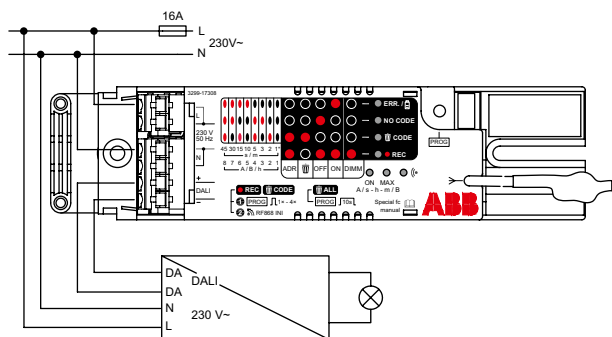 16A
L
230V~
N
3299-17308
L
230 V
50 Hz
N
+
DALI
−
45 30 15 10 5 3 2 1*
s / m
8 7 6 5 4 3 2 1
A / B / h
ERR. /
NO CODE
CODE
REC
ADR OFF ON DIMM
PROG
ON MAX
A / s - h - m / B
REC CODE
1 PROG 1× - 4×
2 RF868 INI
ALL
PROG 10s
Special fc
manual
ABB
DA
DA
N
L
DALI
230 V~